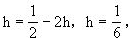 h = 1/2 - 2h, h = 1/6,